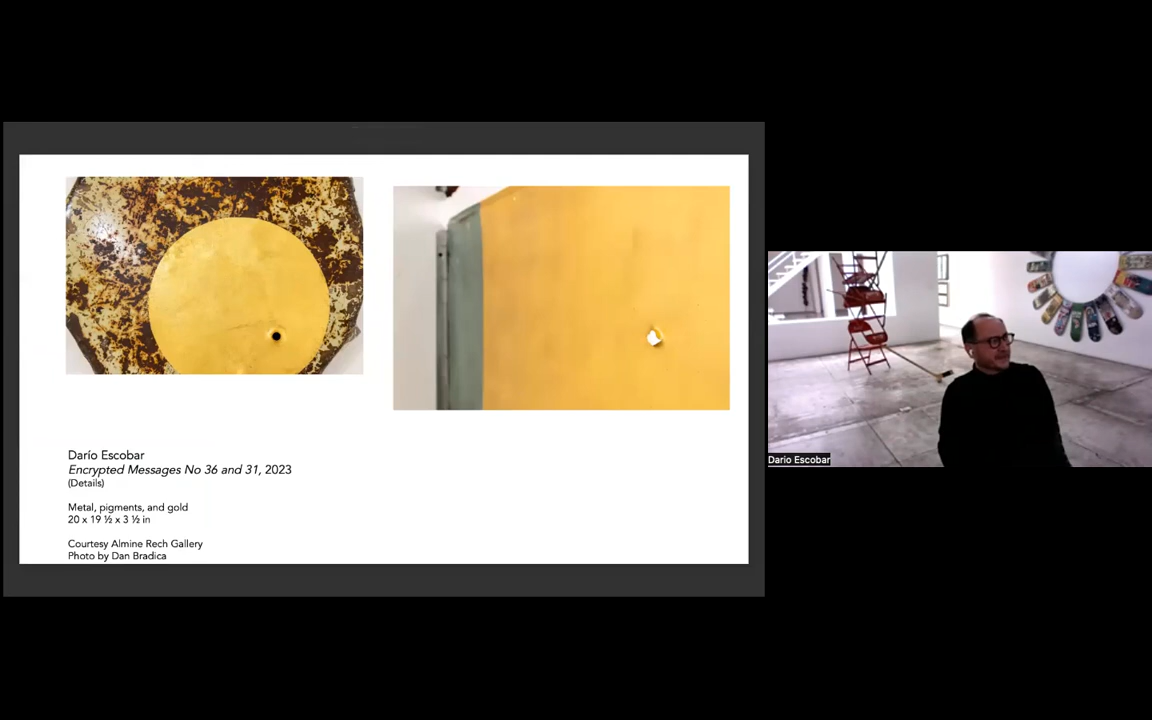 Darío Escobar
Encrypted Messages No 36 and 31, 2023
(Details)
Metal, pigments, and gold
20 x 19 ½ x 3 ½ in
Courtesy Almine Rech Gallery
Photo by Dan Bradica
Dario Escobar